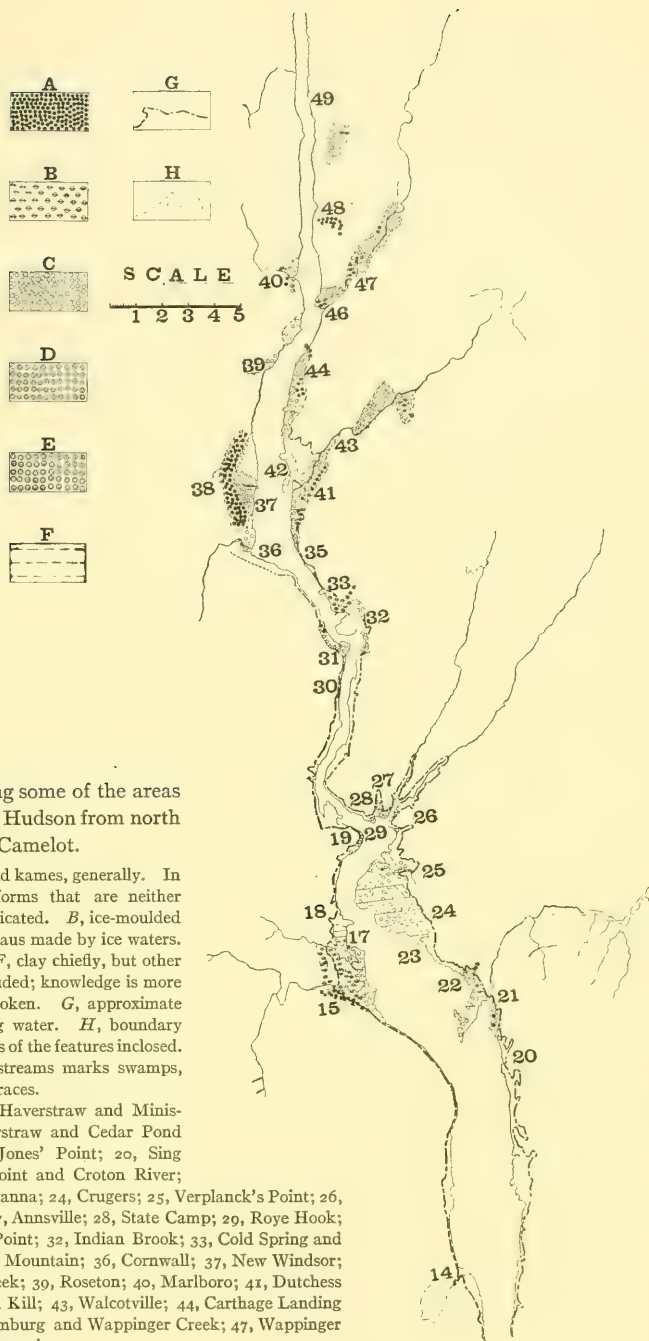 A
G
B
H
C
SCALE
1 2 3 4 5
D
E
F
49
48
47
40
46
39
44
43
42
38
37
41
36
35
33
32
31
30
27
28
26
19
29
25
18
24
17
23
22
21
15
20
14
ng some of the areas
Hudson from north
Camelot.
d kames, generally. In
forms that are neither
icated. B, ice-moulded
aus made by ice waters.
F, clay chiefly, but other
uded; knowledge is more
oken. G, approximate
g water. H, boundary
s of the features inclosed.
streams marks swamps,
races.
Haverstraw and Minis-
rstraw and Cedar Pond
Jones' Point; 20, Sing
oint and Croton River;
anna; 24, Crugers; 25, Verplanck's Point; 26,
7, Annsville; 28, State Camp; 29, Roye Hook;
Point; 32, Indian Brook; 33, Cold Spring and
Mountain; 36, Cornwall; 37, New Windsor;
eek; 39, Roseton; 40, Marlboro; 41, Dutchess
Kill; 43, Walcotville; 44, Carthage Landing
mburg and Wappinger Creek; 47, Wappinger